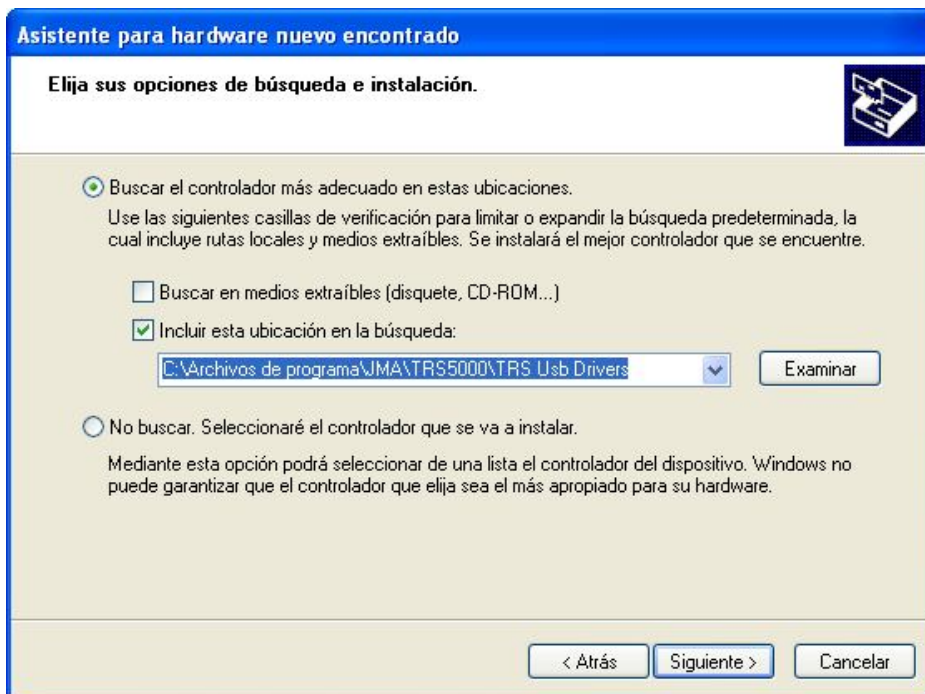 Asistente para hardware nuevo encontrado
Elija sus opciones de búsqueda e instalación.
Buscar el controlador más adecuado en estas ubicaciones.
Use las siguientes casillas de verificación para limitar o expandir la búsqueda predeterminada, la
cual incluye rutas locales y medios extraíbles. Se instalará el mejor controlador que se encuentre.
Buscar en medios extraíbles (disquete, CD-ROM...)
Incluir esta ubicación en la búsqueda:
C:\Archivos de programa\JMA\TRS5000\TRS Usb Drivers
Examinar
No buscar. Seleccionaré el controlador que se va a instalar.
Mediante esta opción podrá seleccionar de una lista el controlador del dispositivo. Windows no
puede garantizar que el controlador que elija sea el más apropiado para su hardware.
< Atrás
Siguiente >
Cancelar